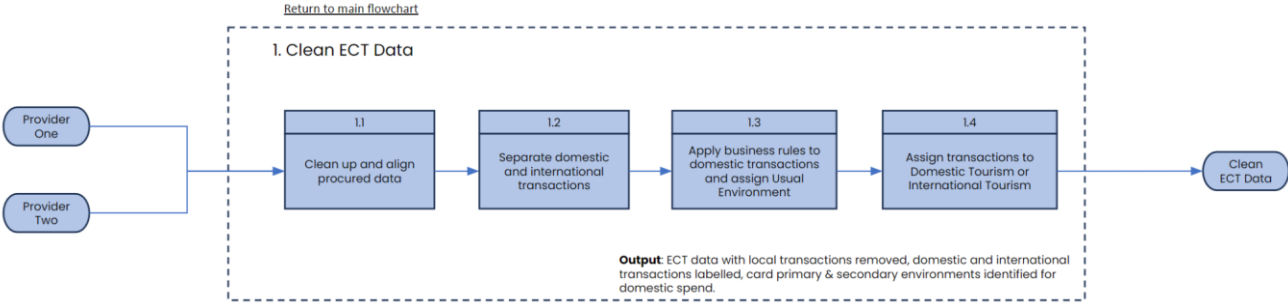 Return to main flowchart
1. Clean ECT Data
Provider
One
Provider
Two
1.1
Clean up and align
procured data
1.2
Separate domestic
and international
transactions
1.3
Apply business rules to
domestic transactions
and assign Usual
Environment
1.4
Assign transactions to
Domestic Tourism or
International Tourism
Clean
ECT Data
Output: ECT data with local transactions removed, domestic and international
transactions labelled, card primary & secondary environments identified for
domestic spend.